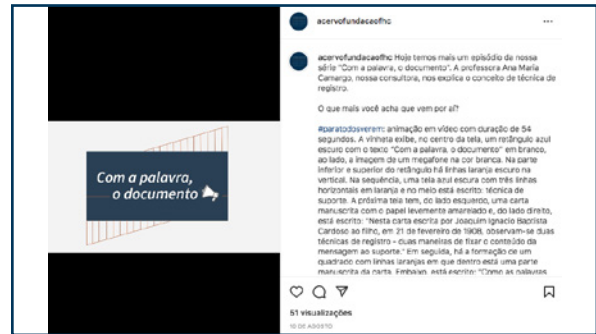 Com a palavra,
o documento
acervofundacaofhc
acervofundacaofhc Hoje temos mais um episódio da nossa
série "Com a palavra, o documento". A professora Ana Maria
Camargo, nossa consultora, nos explica o conceito de técnica de
registro.
O que mais você acha que vem por aí?
#paratodosverem: animação em vídeo com duração de 54
segundos. A vinheta exibe, no centro da tela, um retângulo azul
escuro com o texto "Com a palavra, o documento" em branco,
ao lado, a imagem de um megafone na cor branca. Na parte
inferior e superior do retângulo há linhas laranja escuro na
vertical. Na sequência, uma tela azul escura com três linhas
horizontais em laranja e no meio está escrito: técnica de
suporte. A próxima tela tem, do lado esquerdo, uma carta
manuscrita com o papel levemente amarelado e, do lado direito,
está escrito: "Nesta carta escrita por Joaquim Ignacio Baptista
Cardoso ao filho, em 21 de fevereiro de 1908, observam-se duas
técnicas de registro - duas maneiras de fixar o conteúdo da
mensagem ao suporte." Em seguida, há a formação de um
quadrado com linhas laranjas em que dentro está uma parte
manuscrita da carta. Embaixo, está escrito: "Como as palavras
51 visualizações
10 DE AGOSTO